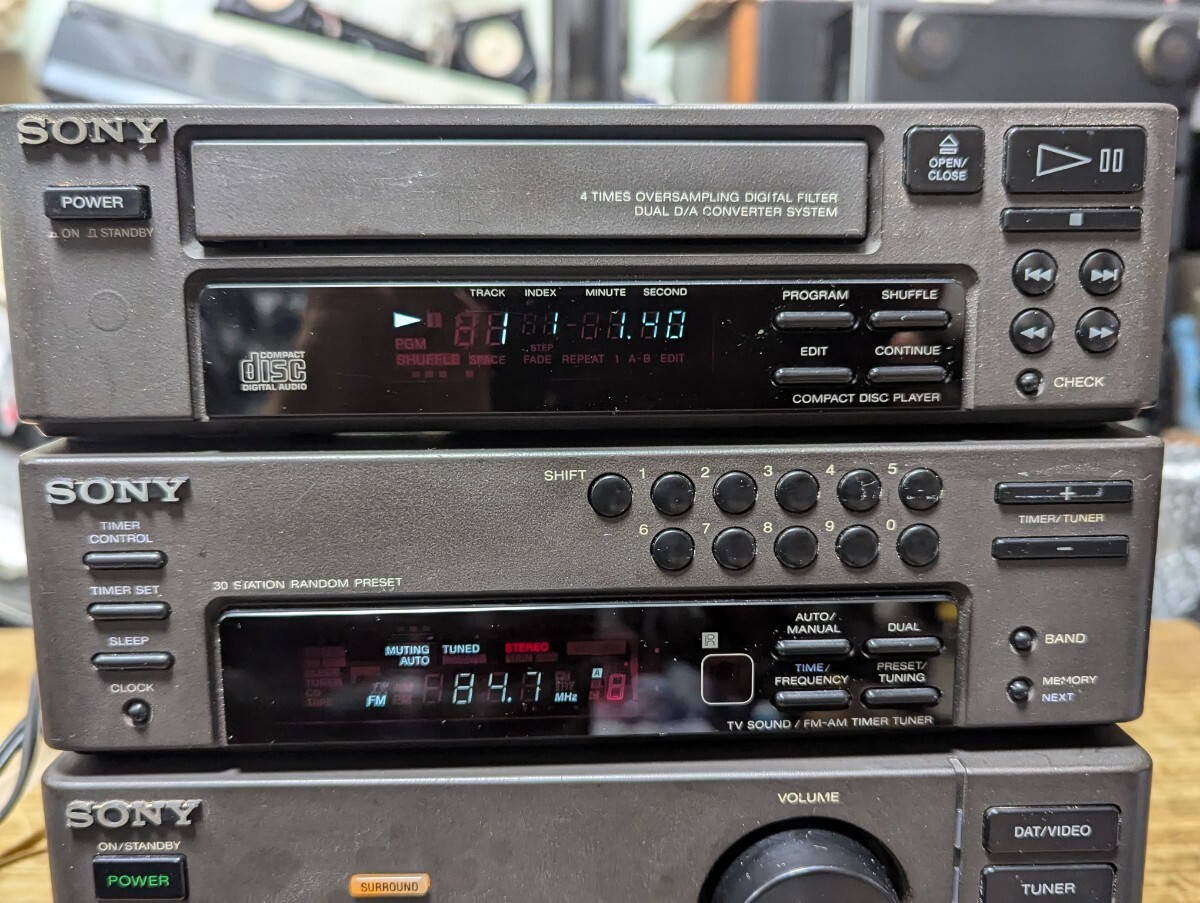 SONY
POWER
ON STANDBY
4 TIMES OVERSAMPLING DIGITAL FILTER
DUAL D/A CONVERTER SYSTEM
OPEN/
CLOSE
TRACK INDEX MINUTE SECOND
1 1 1.40
PGM
SHUFFLE SPACE
STEP
FADE REPEAT 1 A-B EDIT
COMPACT
disc
DIGITAL AUDIO
PROGRAM SHUFFLE
EDIT CONTINUE
COMPACT DISC PLAYER
CHECK
SONY
TIMER
CONTROL
TIMER SET
SLEEP
CLOCK
SHIFT 1 2 3 4 5
6 7 8 9 0
+
TIMER/TUNER
-
30 STATION RANDOM PRESET
MUTING
AUTO
TUNED STEREO
FM 84.7 MHz
A 8
IR
AUTO/
MANUAL
DUAL
TIME/
FREQUENCY
PRESET/
TUNING
TV SOUND / FM-AM TIMER TUNER
BAND
MEMORY
NEXT
SONY
ON/STANDBY
POWER
SURROUND
VOLUME
DAT/VIDEO
TUNER